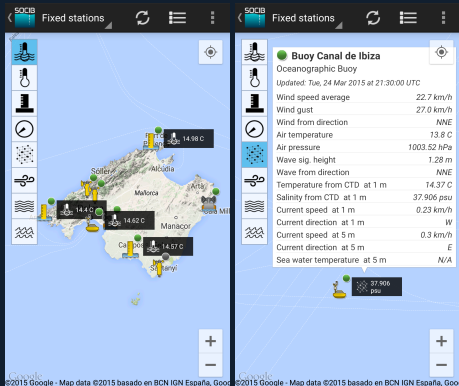 SOCIB
Fixed stations
14.98 C
Alcúdia
Sóller
Mallorca
Artà
14.4 C
14.62 C
Cala Mill
Manacor
14.57 C
Santanyí
Google
©2015 Google - Map data ©2015 basado en BCN IGN España, Goo
SOCIB
Fixed stations
Buoy Canal de Ibiza
Oceanographic Buoy
Updated: Tue, 24 Mar 2015 at 21:30:00 UTC
Wind speed average 22.7 km/h
Wind gust 27.0 km/h
Wind from direction NNE
Air temperature 13.8 C
Air pressure 1003.52 hPa
Wave sig. height 1.28 m
Wave from direction NNE
Temperature from CTD at 1 m 14.37 C
Salinity from CTD at 1 m 37.906 psu
Current speed at 1 m 0.23 km/h
Current direction at 1 m W
Current speed at 5 m 0.3 km/h
Current direction at 5 m E
Sea water temperature at 5 m N/A
37.906
psu
Google
©2015 Google - Map data ©2015 basado en BCN IGN España, Goo